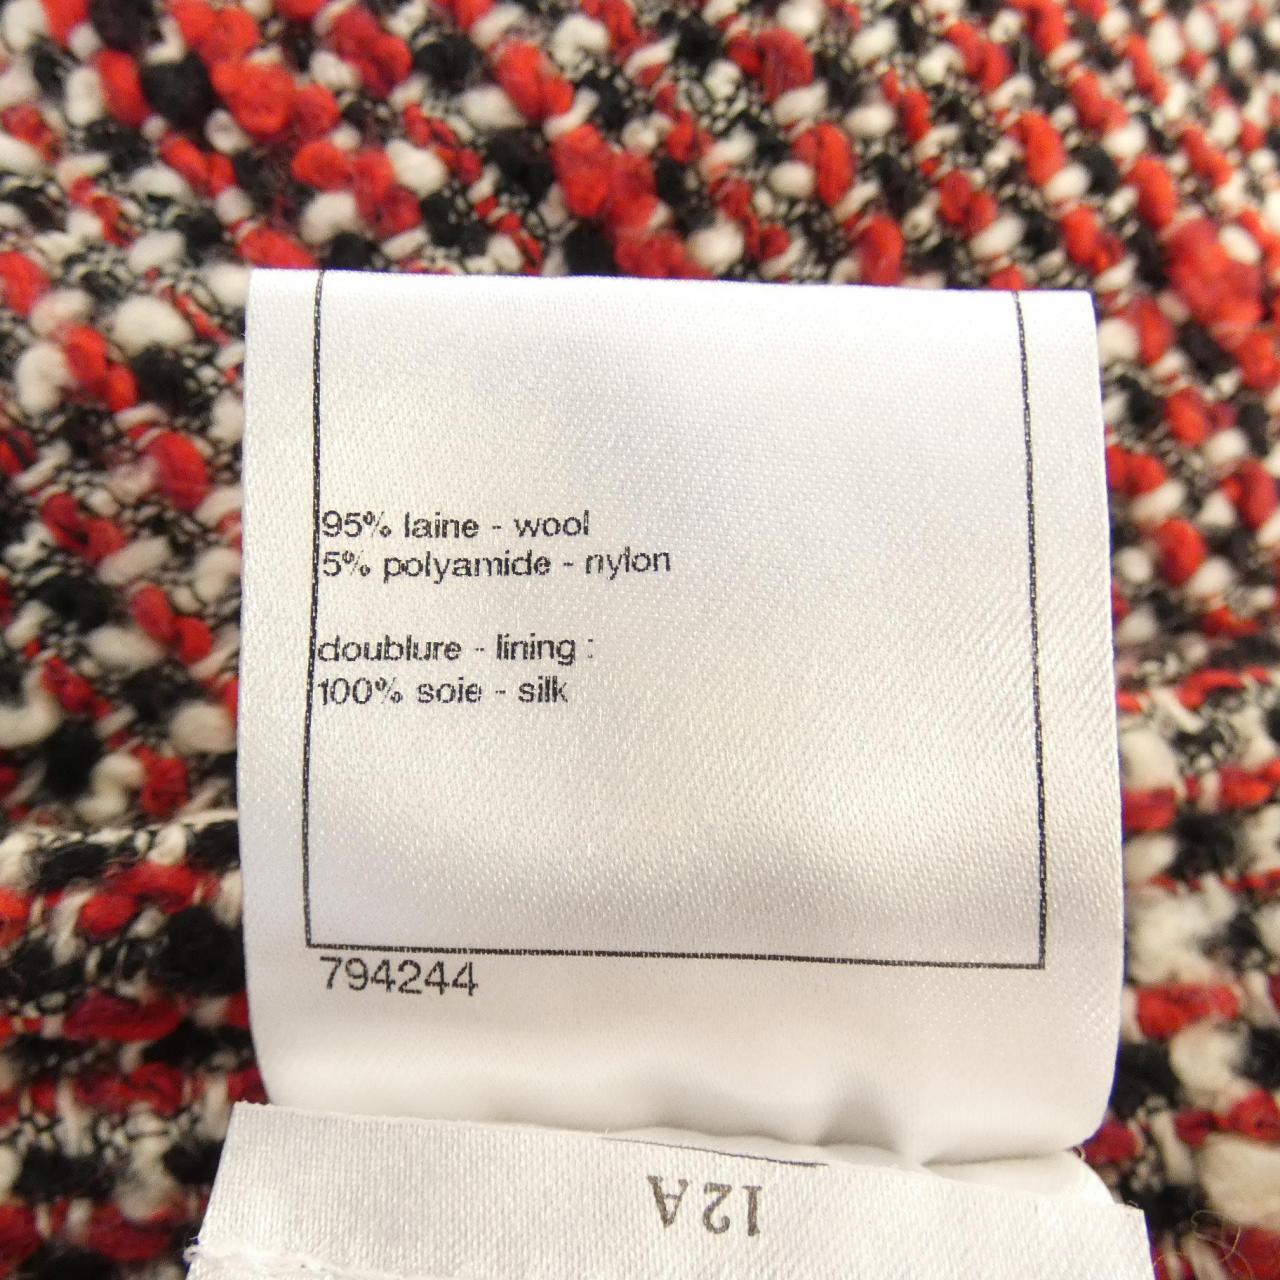 95% laine - wool
5% polyamide - nylon
doublure - lining :
100% soie - silk
794244
12A